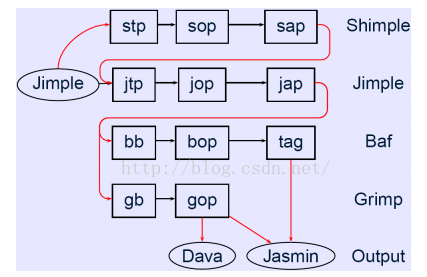 stp sop sap Shimple
Jimple jtp jop jap Jimple
bb bop tag Baf
http://blog.csdn.net/
gb gop Grimp
Dava Jasmin Output